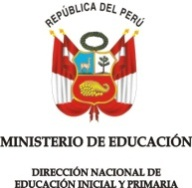 REPÚBLICA DEL PERÚ
MINISTERIO DE EDUCACIÓN
DIRECCIÓN NACIONAL DE
EDUCACIÓN INICIAL Y PRIMARIA